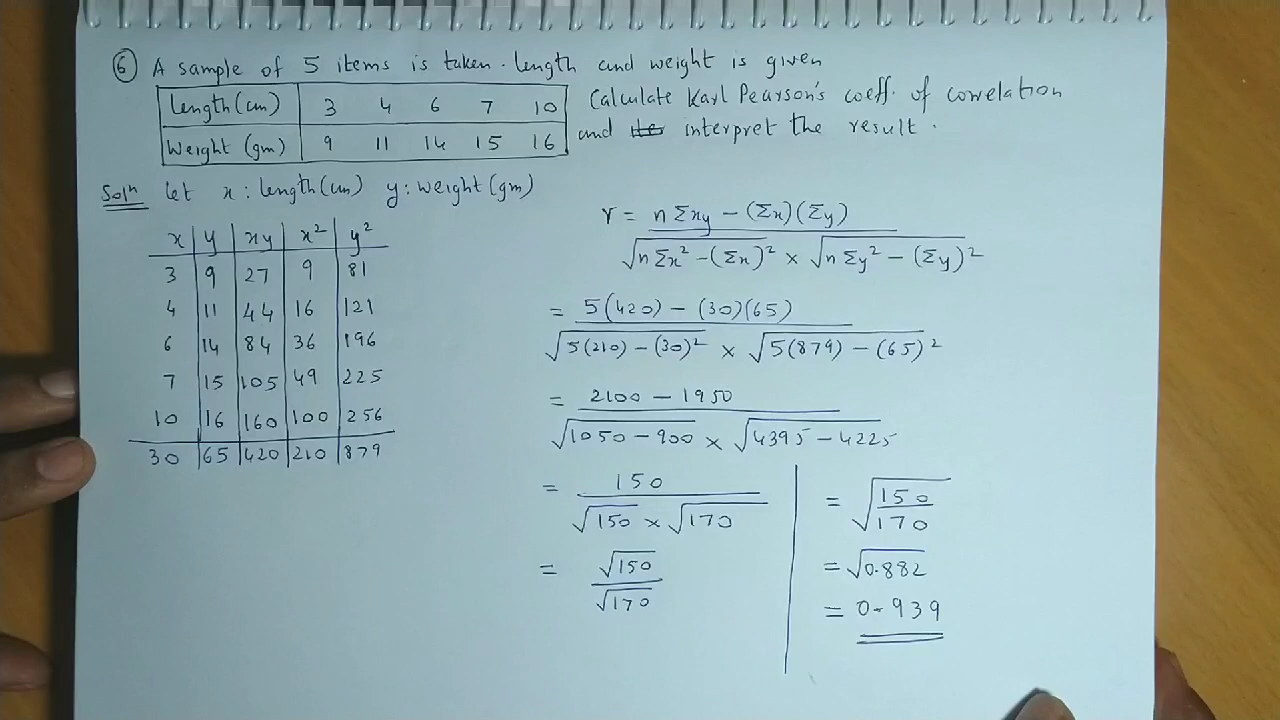 ⑥ A sample of 5 items is taken. length and weight is given
Length(cm) 3 4 6 7 10
Weight (gm) 9 11 14 15 16
Calculate Karl Pearson's coeff. of correlation
and interpret the result.
Solⁿ let x : length(cm) y : weight(gm)
x y xy x² y²
3 9 27 9 81
4 11 44 16 121
6 14 84 36 196
7 15 105 49 225
10 16 160 100 256
30 65 420 210 879
r = n Σxy − (Σx)(Σy)
√n Σx² − (Σx)² × √n Σy² − (Σy)²
= 5(420) − (30)(65)
√5(210) − (30)² × √5(879) − (65)²
= 2100 − 1950
√1050 − 900 × √4395 − 4225
= 150
√150 × √170
= √150
√170
= √150
170
= √0.882
= 0.939